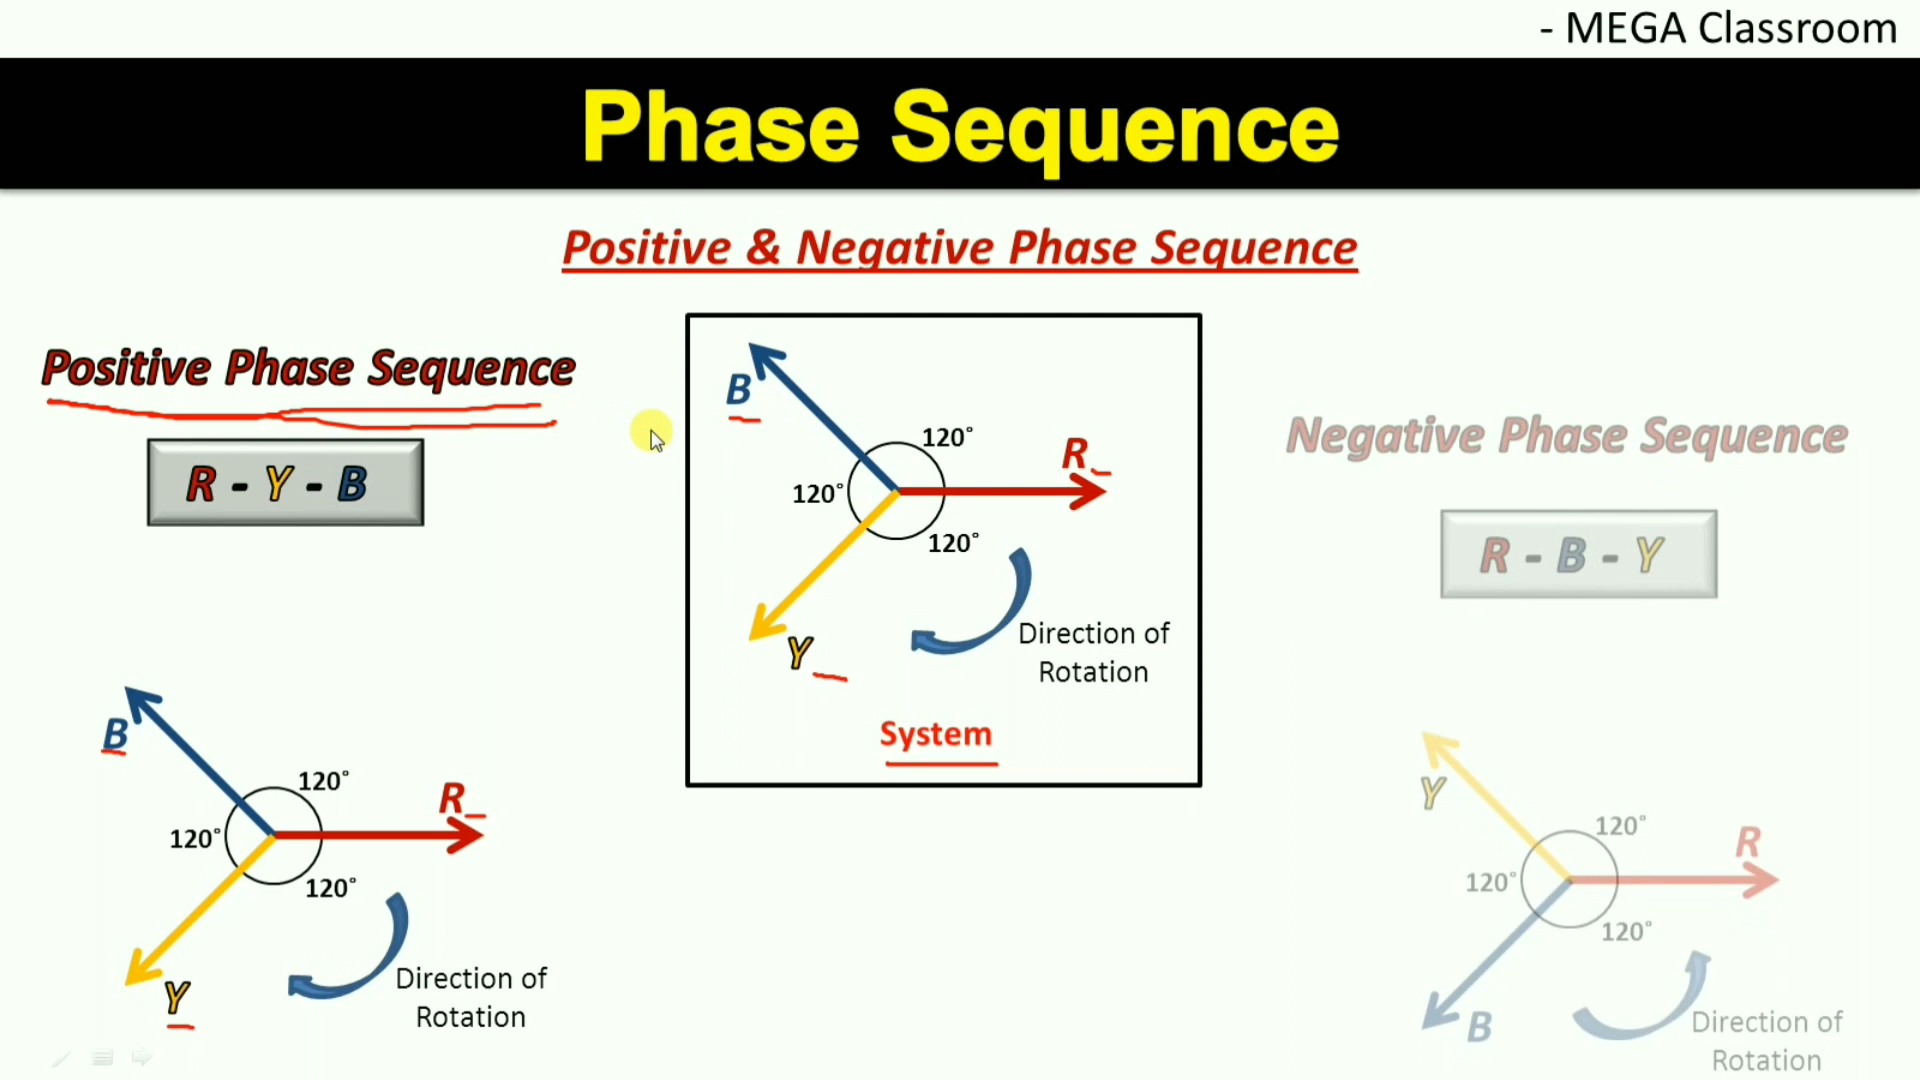 - MEGA Classroom
Phase Sequence
Positive & Negative Phase Sequence
Positive Phase Sequence
R - Y - B
B
120°
R
120°
120°
Y
Direction of
Rotation
B
120°
R
120°
120°
Y
Direction of
Rotation
System
Negative Phase Sequence
R - B - Y
Y
120°
R
120°
120°
B
Direction of
Rotation